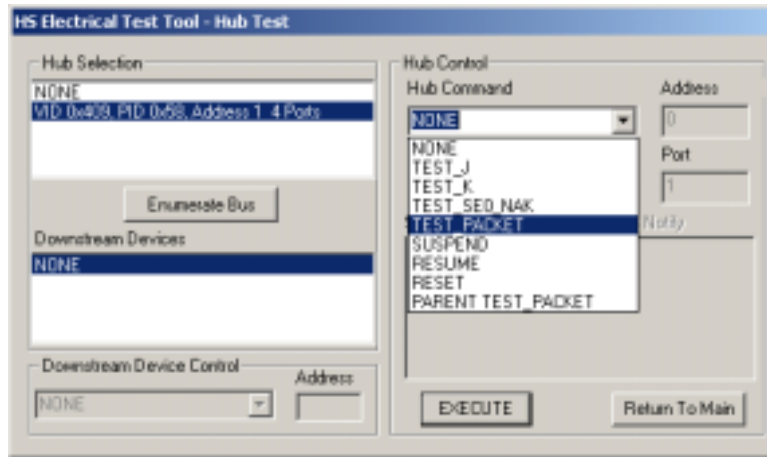 HS Electrical Test Tool - Hub Test
Hub Selection
NONE
VID 0x409, PID 0x58, Address 1 4 Ports
Enumerate Bus
Downstream Devices
NONE
Downstream Device Control
NONE
Address
Hub Control
Hub Command
NONE
Address
0
Port
1
NONE
TEST_J
TEST_K
TEST_SE0_NAK
TEST_PACKET
SUSPEND
RESUME
RESET
PARENT TEST_PACKET
Notify
EXECUTE
Return To Main